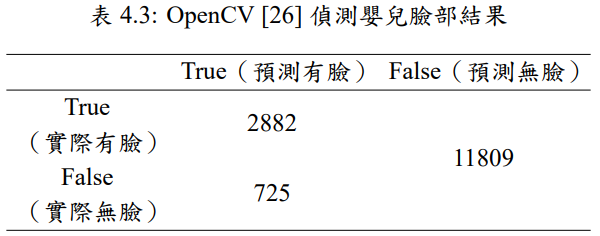 表 4.3: OpenCV [26] 偵測嬰兒臉部結果
True（預測有臉） False（預測無臉）
True
（實際有臉）
2882
11809
False
（實際無臉）
725